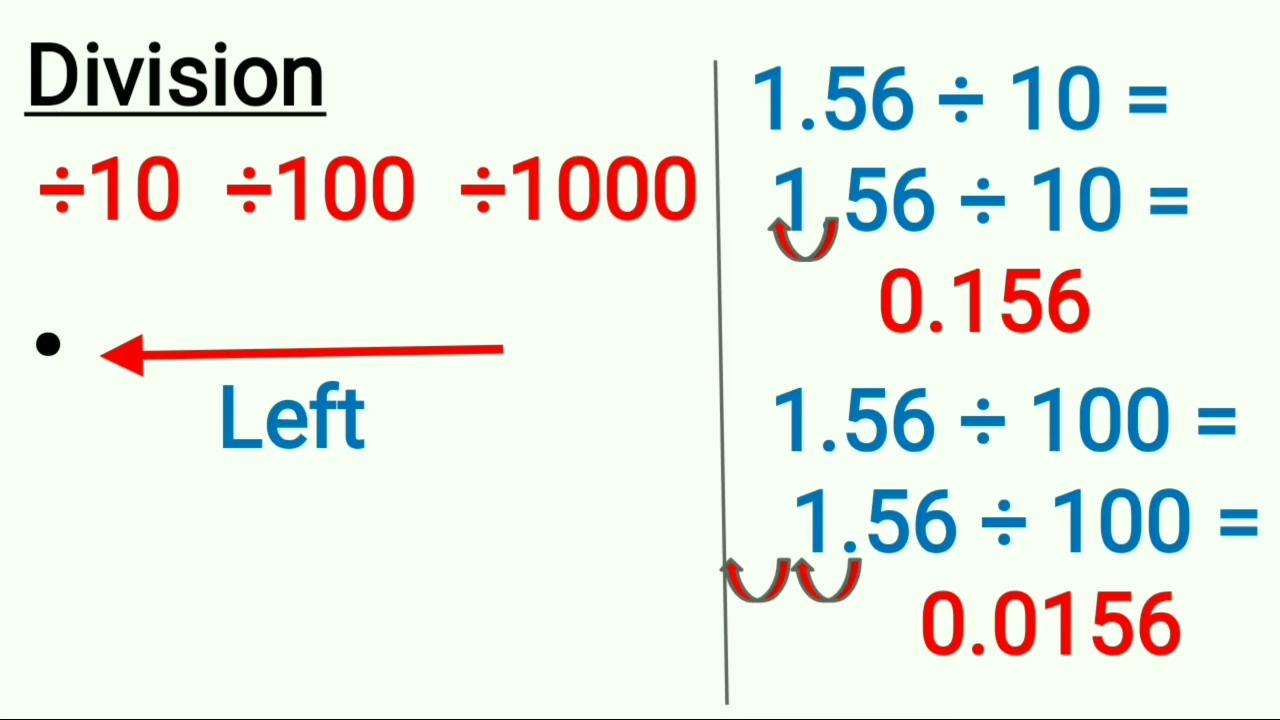 Division
÷10 ÷100 ÷1000
Left
1.56 ÷ 10 =
1.56 ÷ 10 =
0.156
1.56 ÷ 100 =
1.56 ÷ 100 =
0.0156